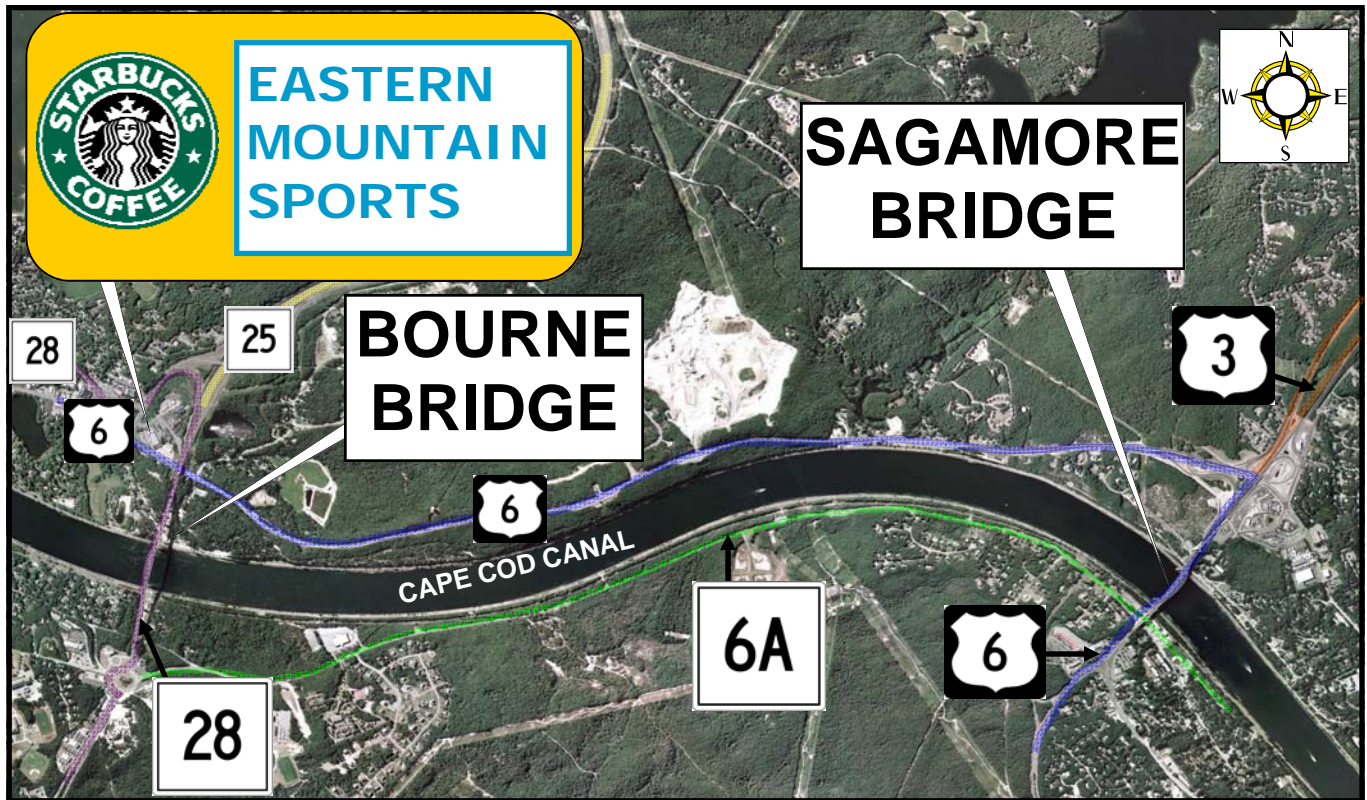 STARBUCKS
COFFEE
EASTERN
MOUNTAIN
SPORTS
SAGAMORE
BRIDGE
N
W E
S
28
25
BOURNE
BRIDGE
3
6
6
CAPE COD CANAL
6A
6
28